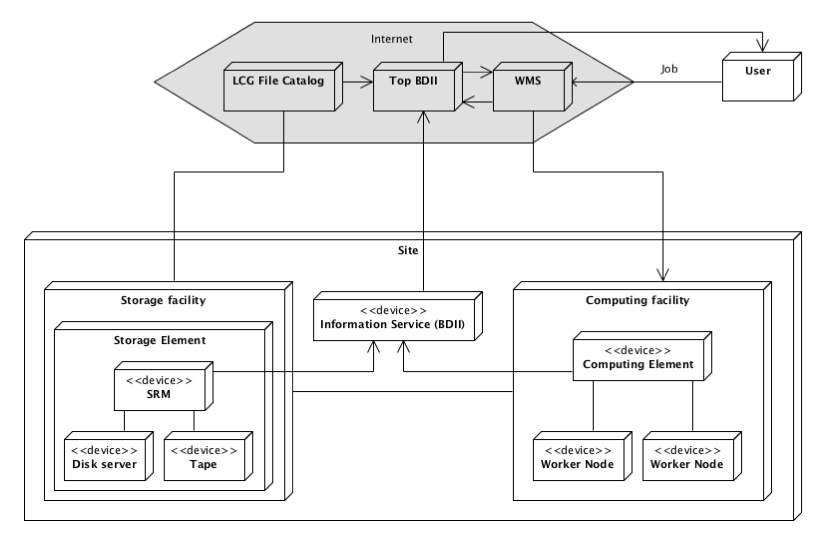 Internet
LCG File Catalog
Top BDII
WMS
Job
User
Site
Storage facility
Storage Element
<<device>>
SRM
<<device>>
Disk server
<<device>>
Tape
<<device>>
Information Service (BDII)
Computing facility
<<device>>
Computing Element
<<device>>
Worker Node
<<device>>
Worker Node